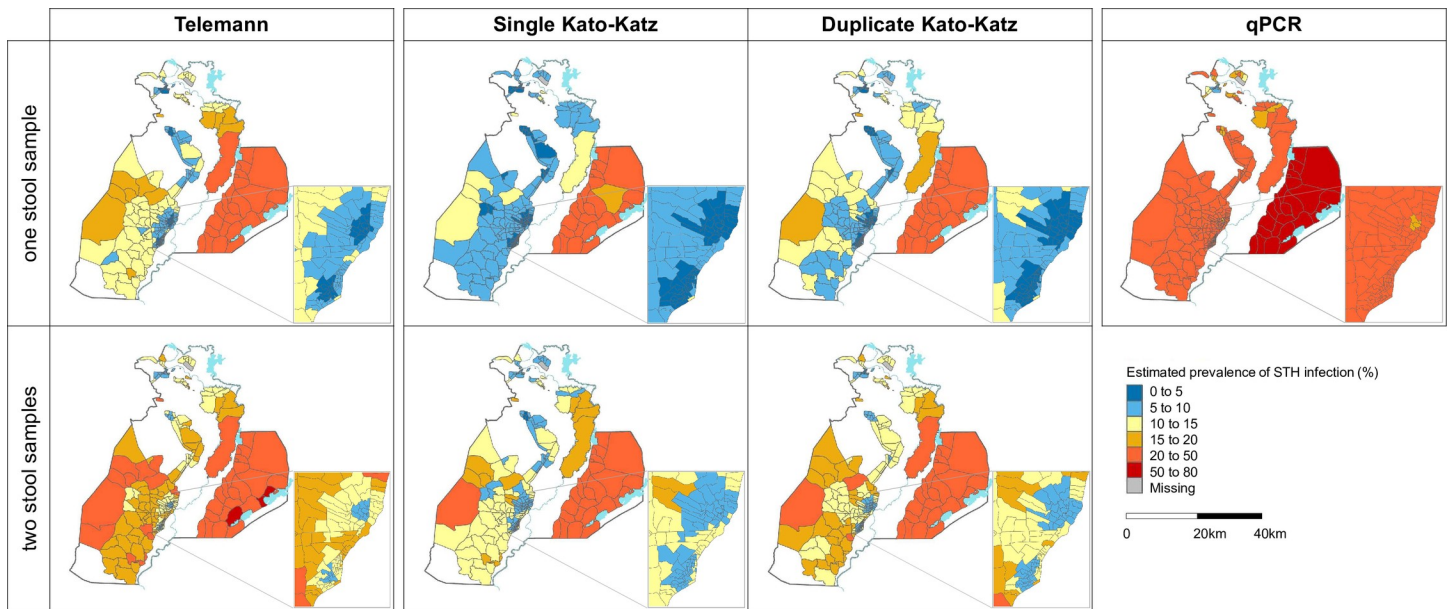 Telemann
Single Kato-Katz
Duplicate Kato-Katz
qPCR
one stool sample
two stool samples
Estimated prevalence of STH infection (%)
0 to 5
5 to 10
10 to 15
15 to 20
20 to 50
50 to 80
Missing
0 20km 40km